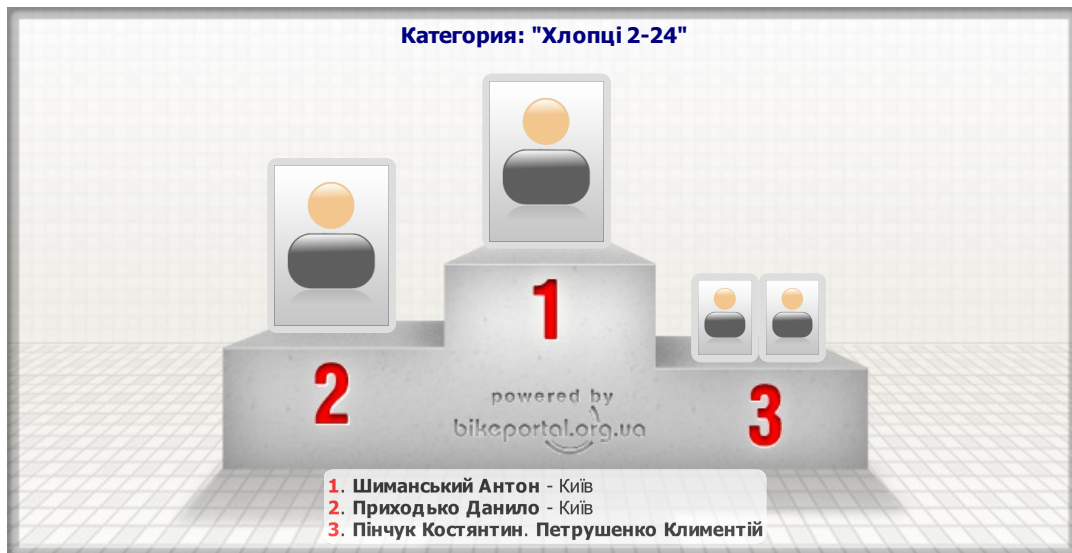 Категория: "Хлопці 2-24"
1
2
3
powered by
bikeportal.org.ua
1. Шиманський Антон - Київ
2. Приходько Данило - Київ
3. Пінчук Костянтин. Петрушенко Климентій